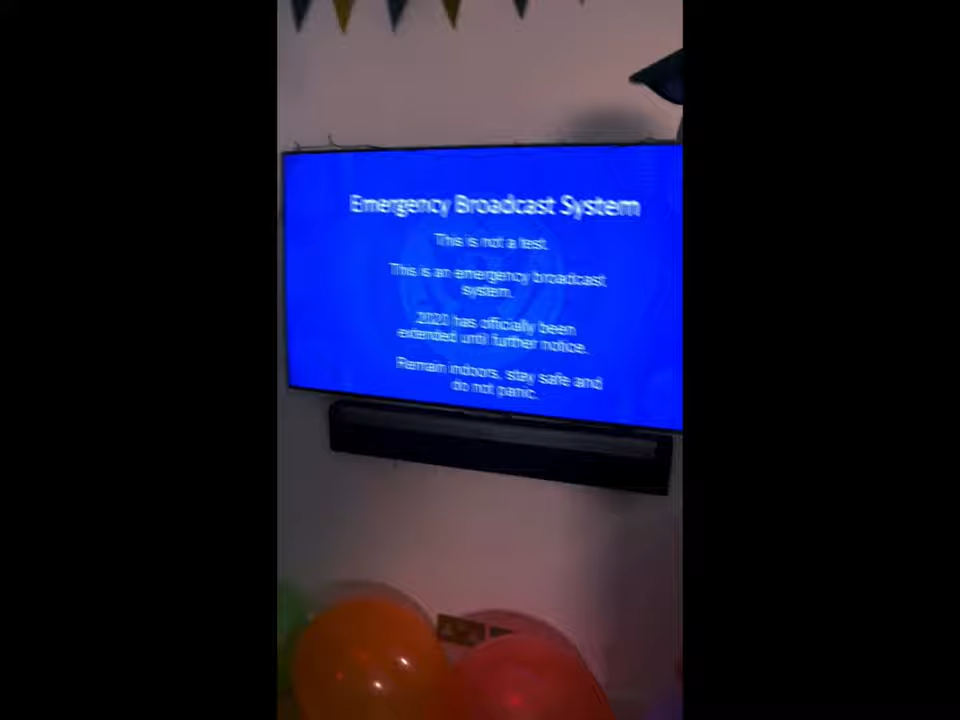 Emergency Broadcast System
This is not a test.
This is an emergency broadcast
system.
2020 has officially been
extended until further notice.
Remain indoors, stay safe and
do not panic.